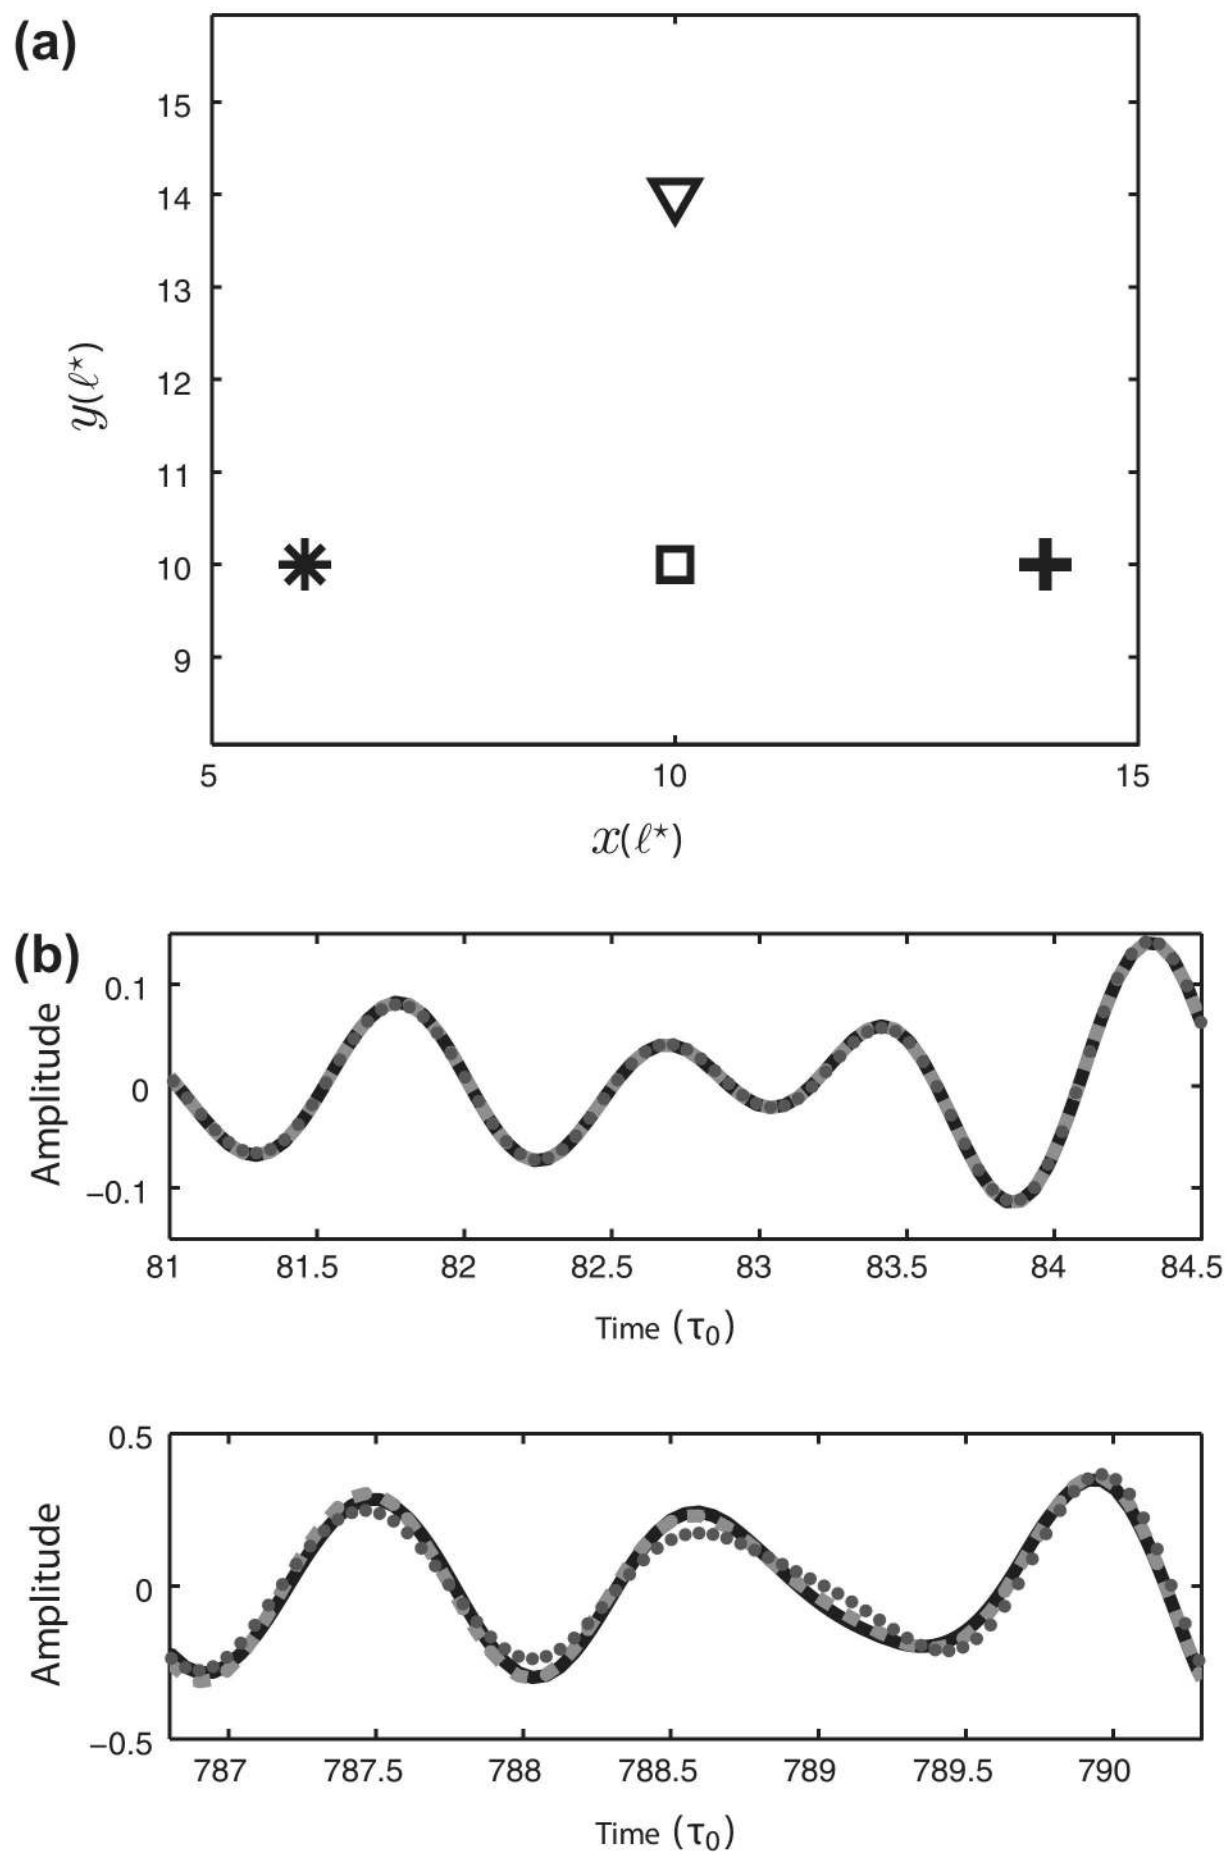 (a)
15
14
13
12
11
10
9
y(ℓ⋆)
5 10 15
x(ℓ⋆)
(b)
0.1
0
−0.1
Amplitude
81 81.5 82 82.5 83 83.5 84 84.5
Time (τ0)
0.5
0
−0.5
Amplitude
787 787.5 788 788.5 789 789.5 790
Time (τ0)